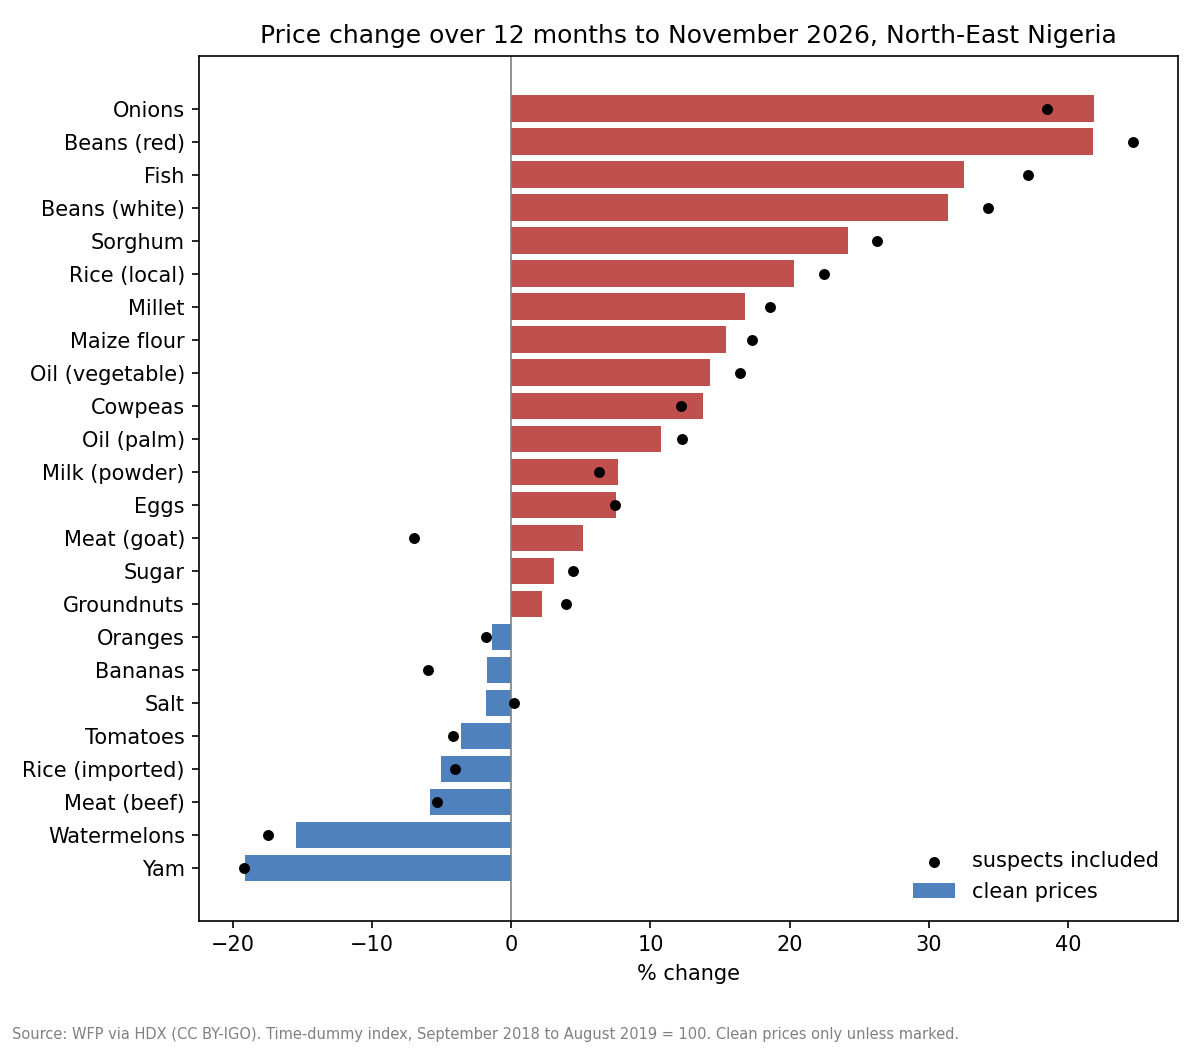 Price change over 12 months to November 2026, North-East Nigeria
Onions
Beans (red)
Fish
Beans (white)
Sorghum
Rice (local)
Millet
Maize flour
Oil (vegetable)
Cowpeas
Oil (palm)
Milk (powder)
Eggs
Meat (goat)
Sugar
Groundnuts
Oranges
Bananas
Salt
Tomatoes
Rice (imported)
Meat (beef)
Watermelons
Yam
suspects included
clean prices
−20 −10 0 10 20 30 40
% change
Source: WFP via HDX (CC BY-IGO). Time-dummy index, September 2018 to August 2019 = 100. Clean prices only unless marked.